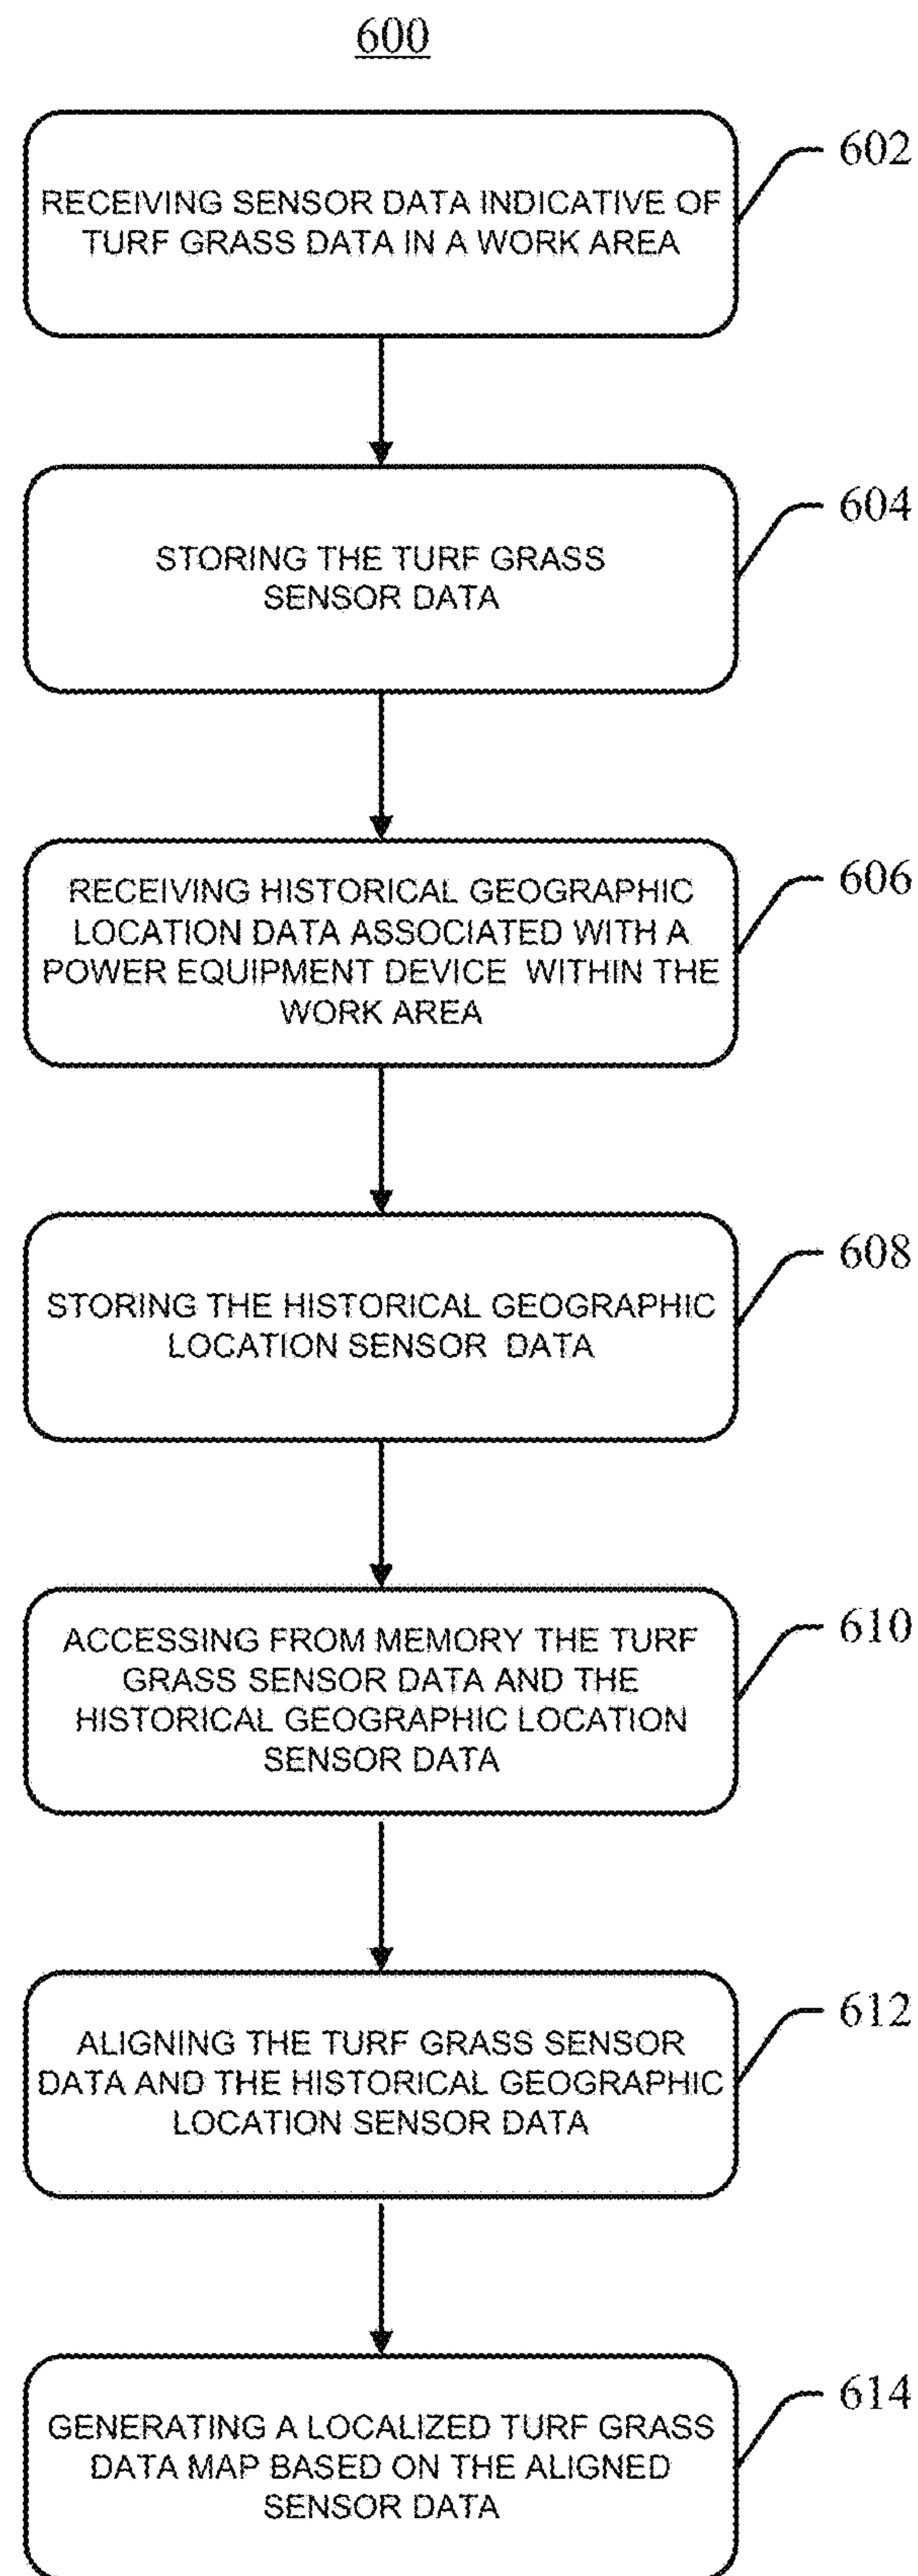 600
602
RECEIVING SENSOR DATA INDICATIVE OF
TURF GRASS DATA IN A WORK AREA
604
STORING THE TURF GRASS
SENSOR DATA
606
RECEIVING HISTORICAL GEOGRAPHIC
LOCATION DATA ASSOCIATED WITH A
POWER EQUIPMENT DEVICE WITHIN THE
WORK AREA
608
STORING THE HISTORICAL GEOGRAPHIC
LOCATION SENSOR DATA
610
ACCESSING FROM MEMORY THE TURF
GRASS SENSOR DATA AND THE
HISTORICAL GEOGRAPHIC LOCATION
SENSOR DATA
612
ALIGNING THE TURF GRASS SENSOR
DATA AND THE HISTORICAL GEOGRAPHIC
LOCATION SENSOR DATA
614
GENERATING A LOCALIZED TURF GRASS
DATA MAP BASED ON THE ALIGNED
SENSOR DATA